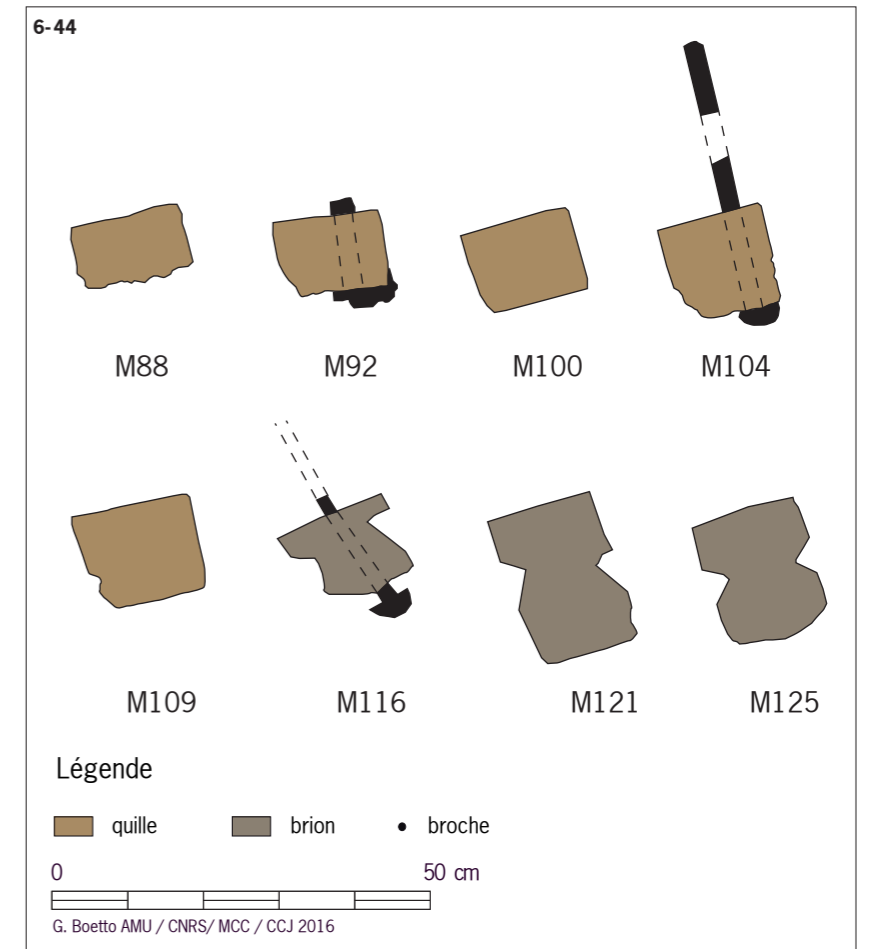 6-44
M88 M92 M100 M104
M109 M116 M121 M125
Légende
quille brion broche
0 50 cm
G. Boetto AMU / CNRS/ MCC / CCJ 2016